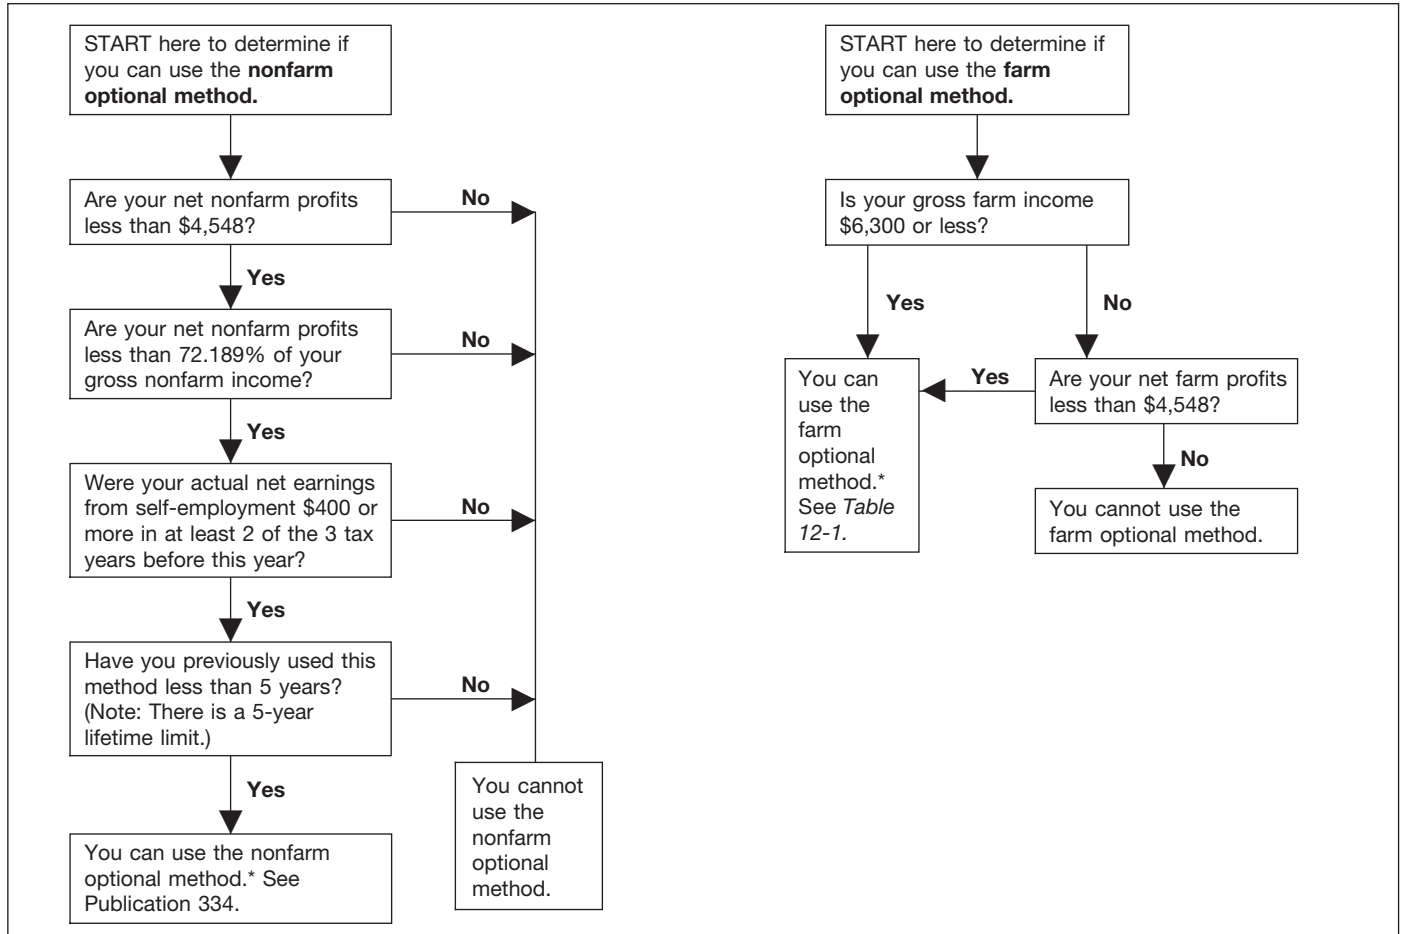 START here to determine if
you can use the nonfarm
optional method.
Are your net nonfarm profits
less than $4,548?
No
Yes
Are your net nonfarm profits
less than 72.189% of your
gross nonfarm income?
No
Yes
Were your actual net earnings
from self-employment $400 or
more in at least 2 of the 3 tax
years before this year?
No
Yes
Have you previously used this
method less than 5 years?
(Note: There is a 5-year
lifetime limit.)
No
Yes
You can use the nonfarm
optional method.* See
Publication 334.
You cannot
use the
nonfarm
optional
method.
START here to determine if
you can use the farm
optional method.
Is your gross farm income
$6,300 or less?
Yes
No
You can
use the
farm
optional
method.*
See Table
12-1.
Yes
Are your net farm profits
less than $4,548?
No
You cannot use the
farm optional method.